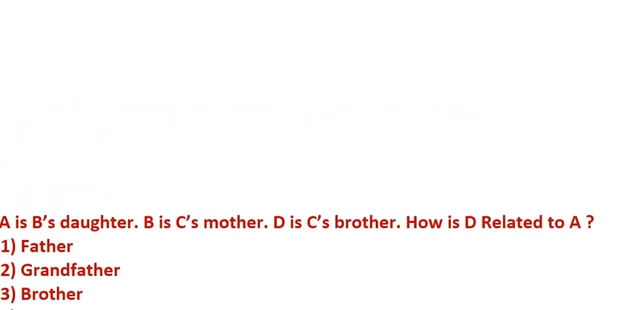 A is B’s daughter. B is C’s mother. D is C’s brother. How is D Related to A ?
1) Father
2) Grandfather
3) Brother